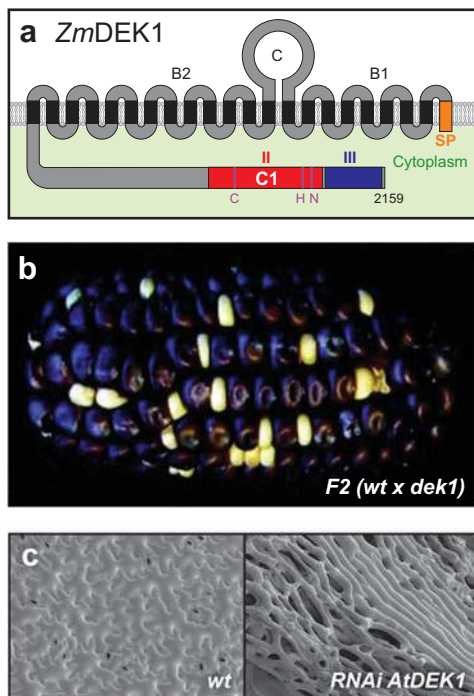 a ZmDEK1
C
B2 B1
SP
Cytoplasm
II III
C1
C H N 2159
b
F2 (wt x dek1)
c
wt RNAi AtDEK1